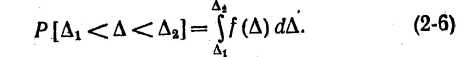 P [Δ₁ < Δ < Δ₂] = ∫_{Δ₁}^{Δ₂} f (Δ) dΔ. (2-6)